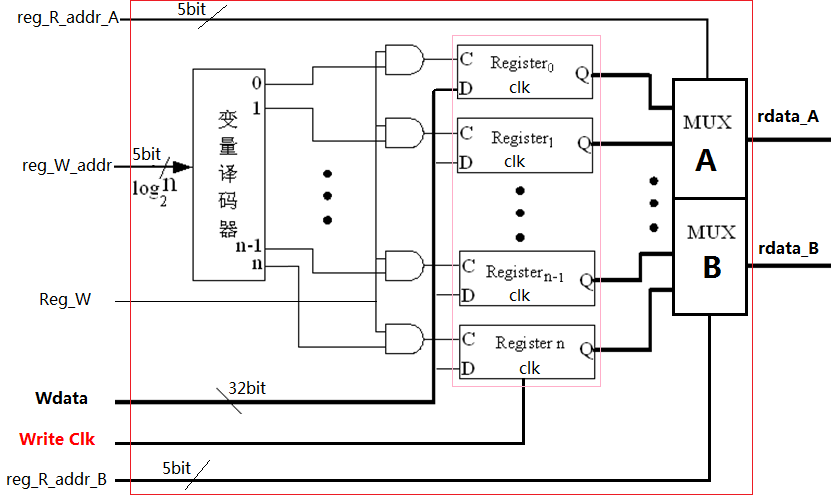 reg_R_addr_A
5bit
reg_W_addr
5bit
log2n
变量译码器
0
1
n-1
n
Reg_W
C
D
Register0
clk
Q
C
D
Register1
clk
Q
C
D
Registern-1
clk
Q
C
D
Register n
clk
Q
MUX
A
MUX
B
rdata_A
rdata_B
Wdata
32bit
Write Clk
reg_R_addr_B
5bit